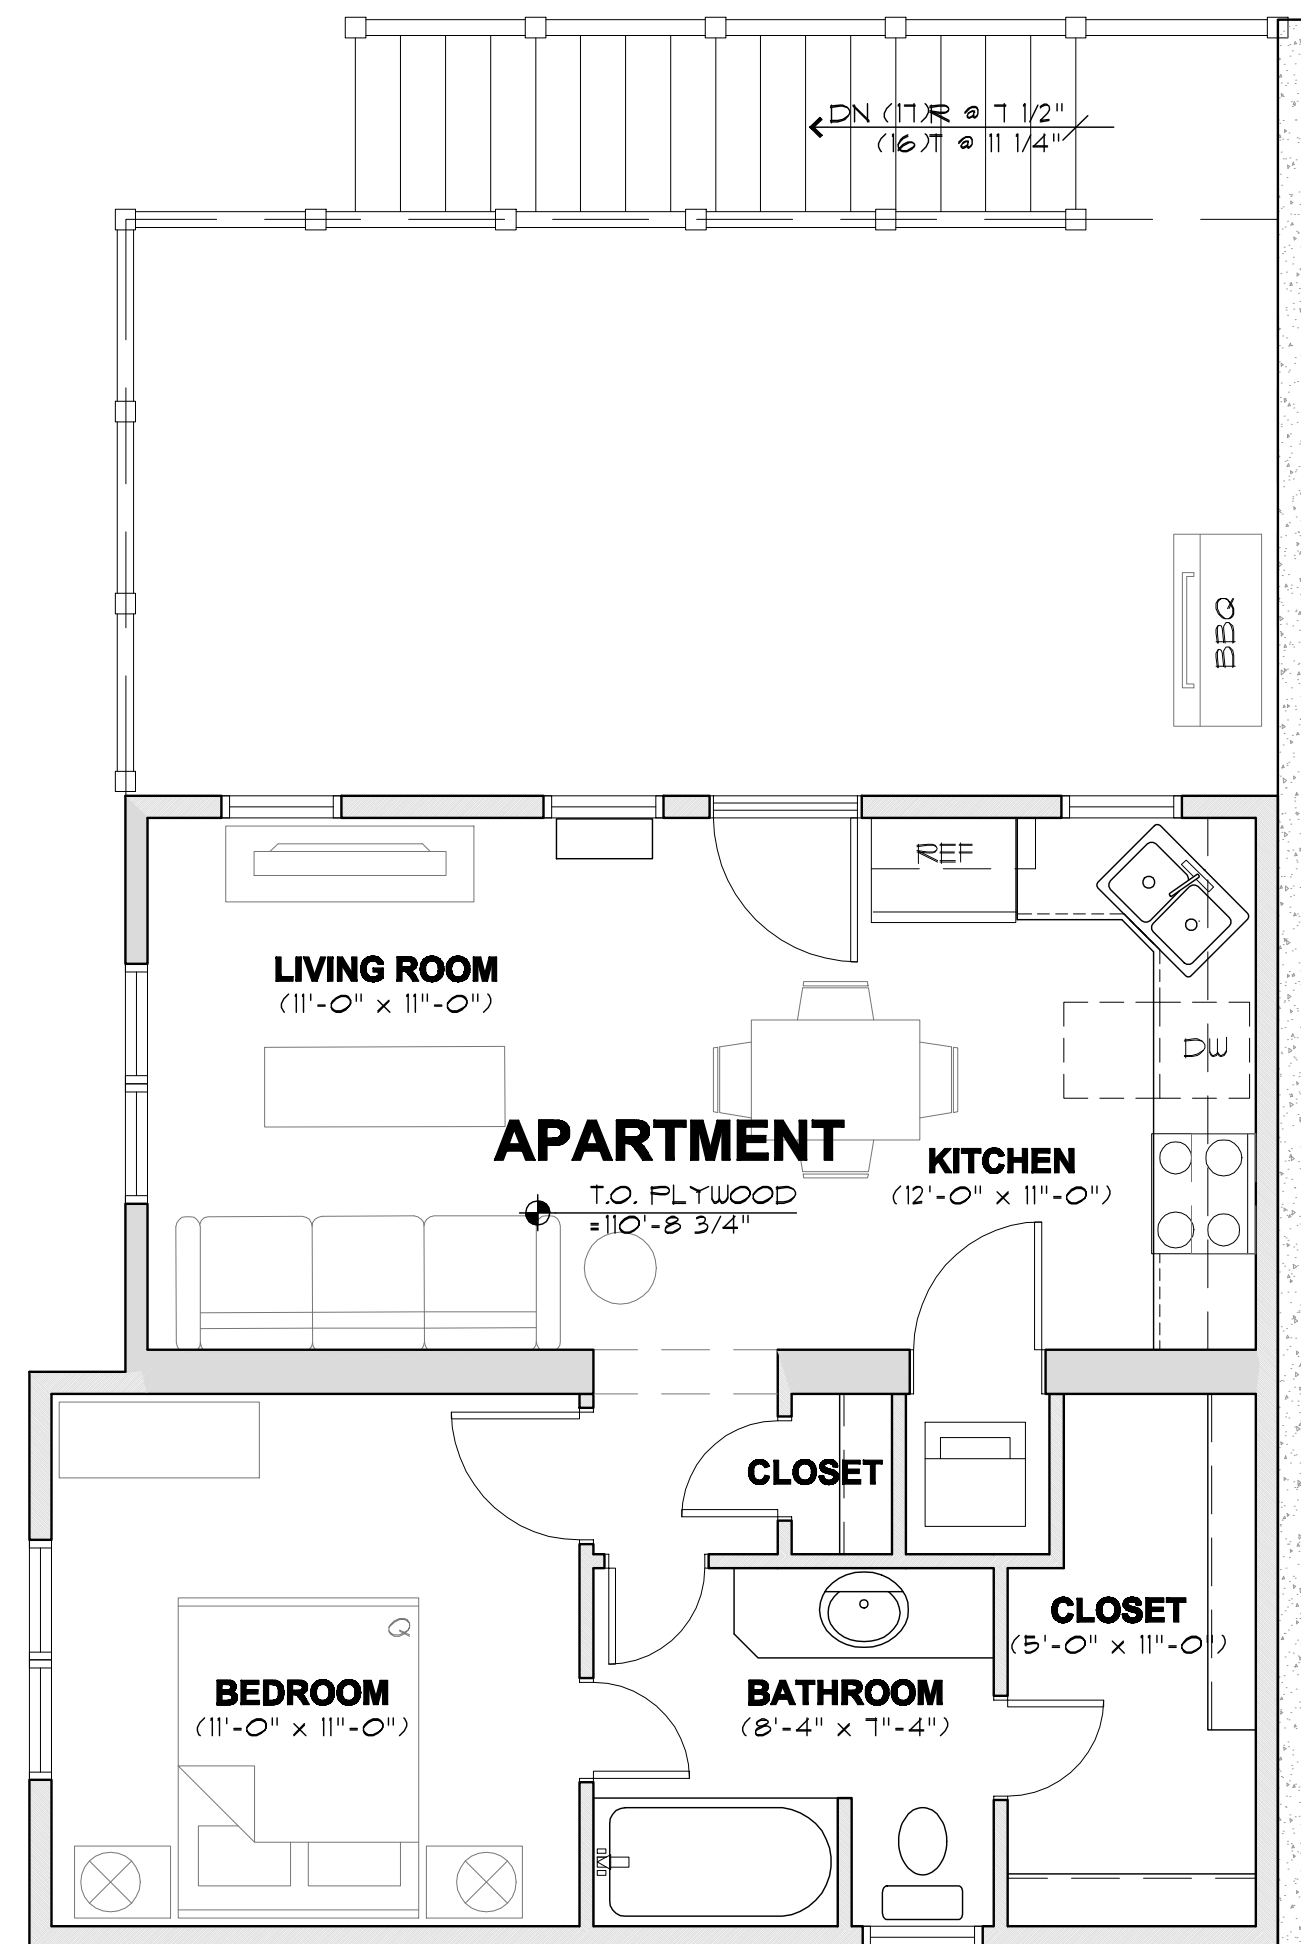 DN (17)R @ 7 1/2"
(16)T @ 11 1/4"
BBQ
REF
LIVING ROOM
(11'-0" x 11"-0")
DW
APARTMENT
T.O. PLYWOOD
=110'-8 3/4"
KITCHEN
(12'-0" x 11"-0")
CLOSET
Q
CLOSET
(5'-0" x 11"-0")
BEDROOM
(11'-0" x 11"-0")
BATHROOM
(8'-4" x 7"-4")